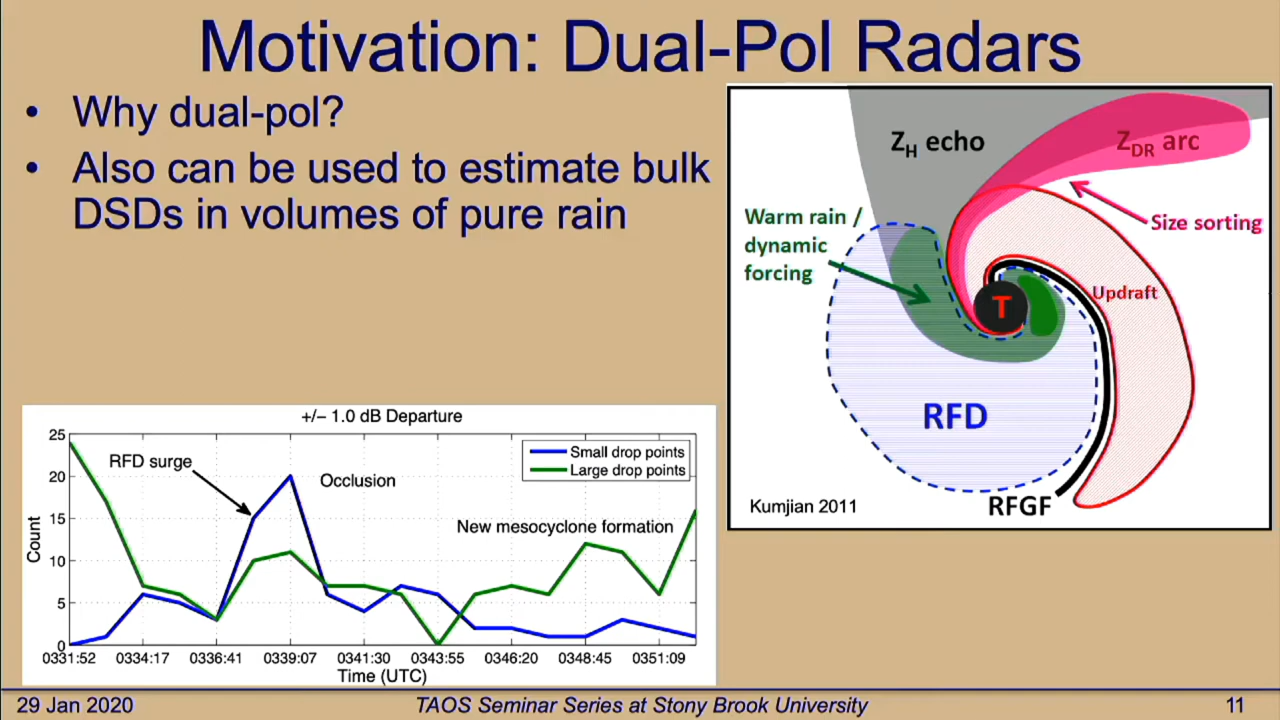 Motivation: Dual-Pol Radars
• Why dual-pol?
• Also can be used to estimate bulk
DSDs in volumes of pure rain
ZH echo
ZDR arc
Warm rain /
dynamic
forcing
Size sorting
Updraft
T
RFD
RFGF
Kumjian 2011
+/− 1.0 dB Departure
Small drop points
Large drop points
RFD surge
Occlusion
New mesocyclone formation
Count
25
20
15
10
5
0
0331:52 0334:17 0336:41 0339:07 0341:30 0343:55 0346:20 0348:45 0351:09
Time (UTC)
29 Jan 2020
TAOS Seminar Series at Stony Brook University
11